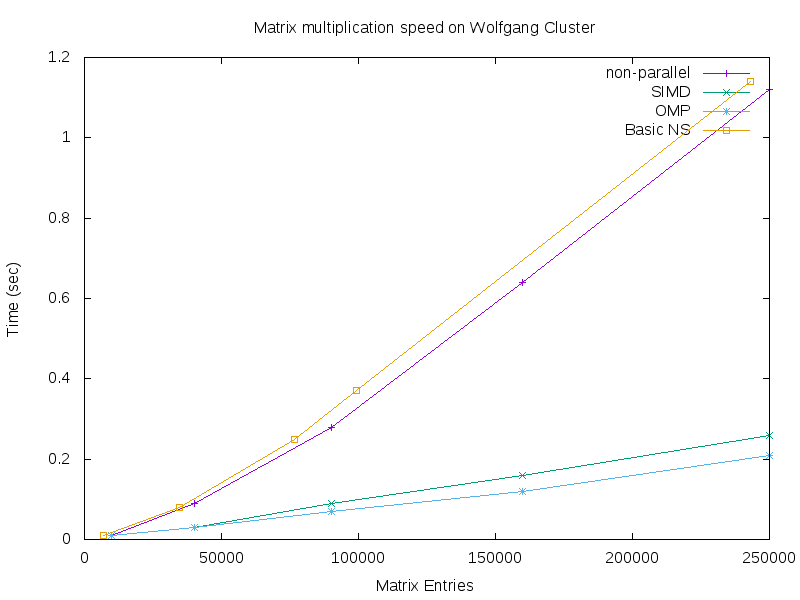 Matrix multiplication speed on Wolfgang Cluster
1.2
1
0.8
0.6
0.4
0.2
0
Time (sec)
non-parallel
SIMD
OMP
Basic NS
0 50000 100000 150000 200000 250000
Matrix Entries